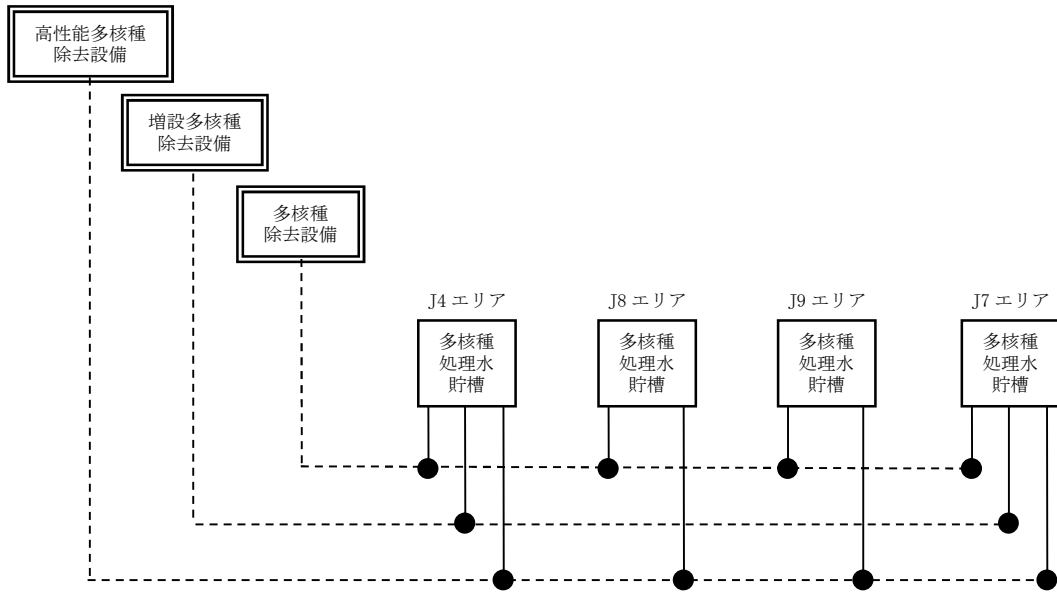 高性能多核種
除去設備
増設多核種
除去設備
多核種
除去設備
J4 エリア
多核種
処理水
貯槽
J8 エリア
多核種
処理水
貯槽
J9 エリア
多核種
処理水
貯槽
J7 エリア
多核種
処理水
貯槽